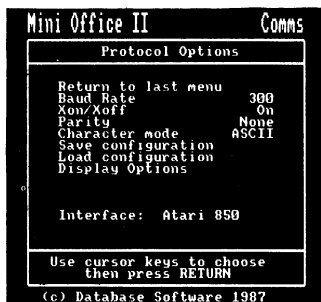 Mini Office II Comms
Protocol Options
Return to last menu
Baud Rate 300
Xon/Xoff On
Parity None
Character mode ASCII
Save configuration
Load configuration
Display Options
Interface: Atari 850
Use cursor keys to choose
then press RETURN
(c) Database Software 1987